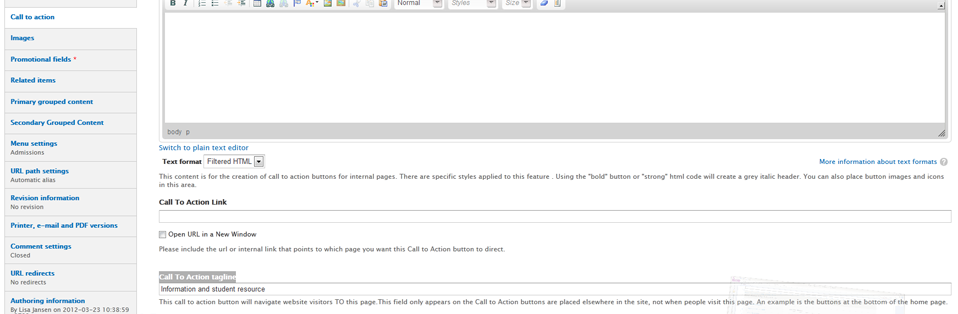 Call to action
Images
Promotional fields *
Related items
Primary grouped content
Secondary Grouped Content
Menu settings
Admissions
URL path settings
Automatic alias
Revision information
No revision
Printer, e-mail and PDF versions
Comment settings
Closed
URL redirects
No redirects
Authoring information
By Lisa Jansen on 2012-03-23 10:38:59
B I Normal Styles Size
body p
Switch to plain text editor
Text format Filtered HTML
More information about text formats ?
This content is for the creation of call to action buttons for internal pages. There are specific styles applied to this feature . Using the "bold" button or "strong" html code will create a grey italic header. You can also place button images and icons
in this area.
Call To Action Link
Open URL in a New Window
Please include the url or internal link that points to which page you want this Call to Action button to direct.
Call To Action tagline
Information and student resource
This call to action button will navigate website visitors TO this page.This field only appears on the Call to Action buttons are placed elsewhere in the site, not when people visit this page. An example is the buttons at the bottom of the home page.